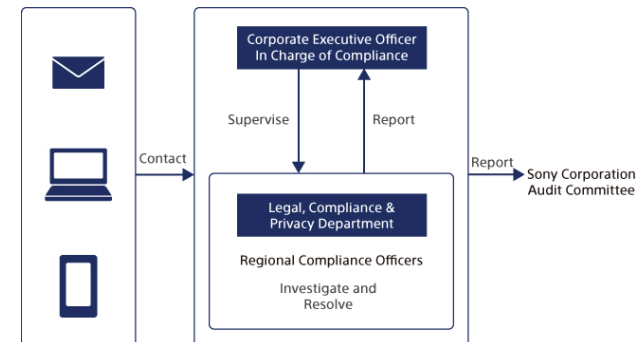 Corporate Executive Officer
In Charge of Compliance
Supervise
Report
Contact
Report
Sony Corporation
Audit Committee
Legal, Compliance &
Privacy Department
Regional Compliance Officers
Investigate and
Resolve